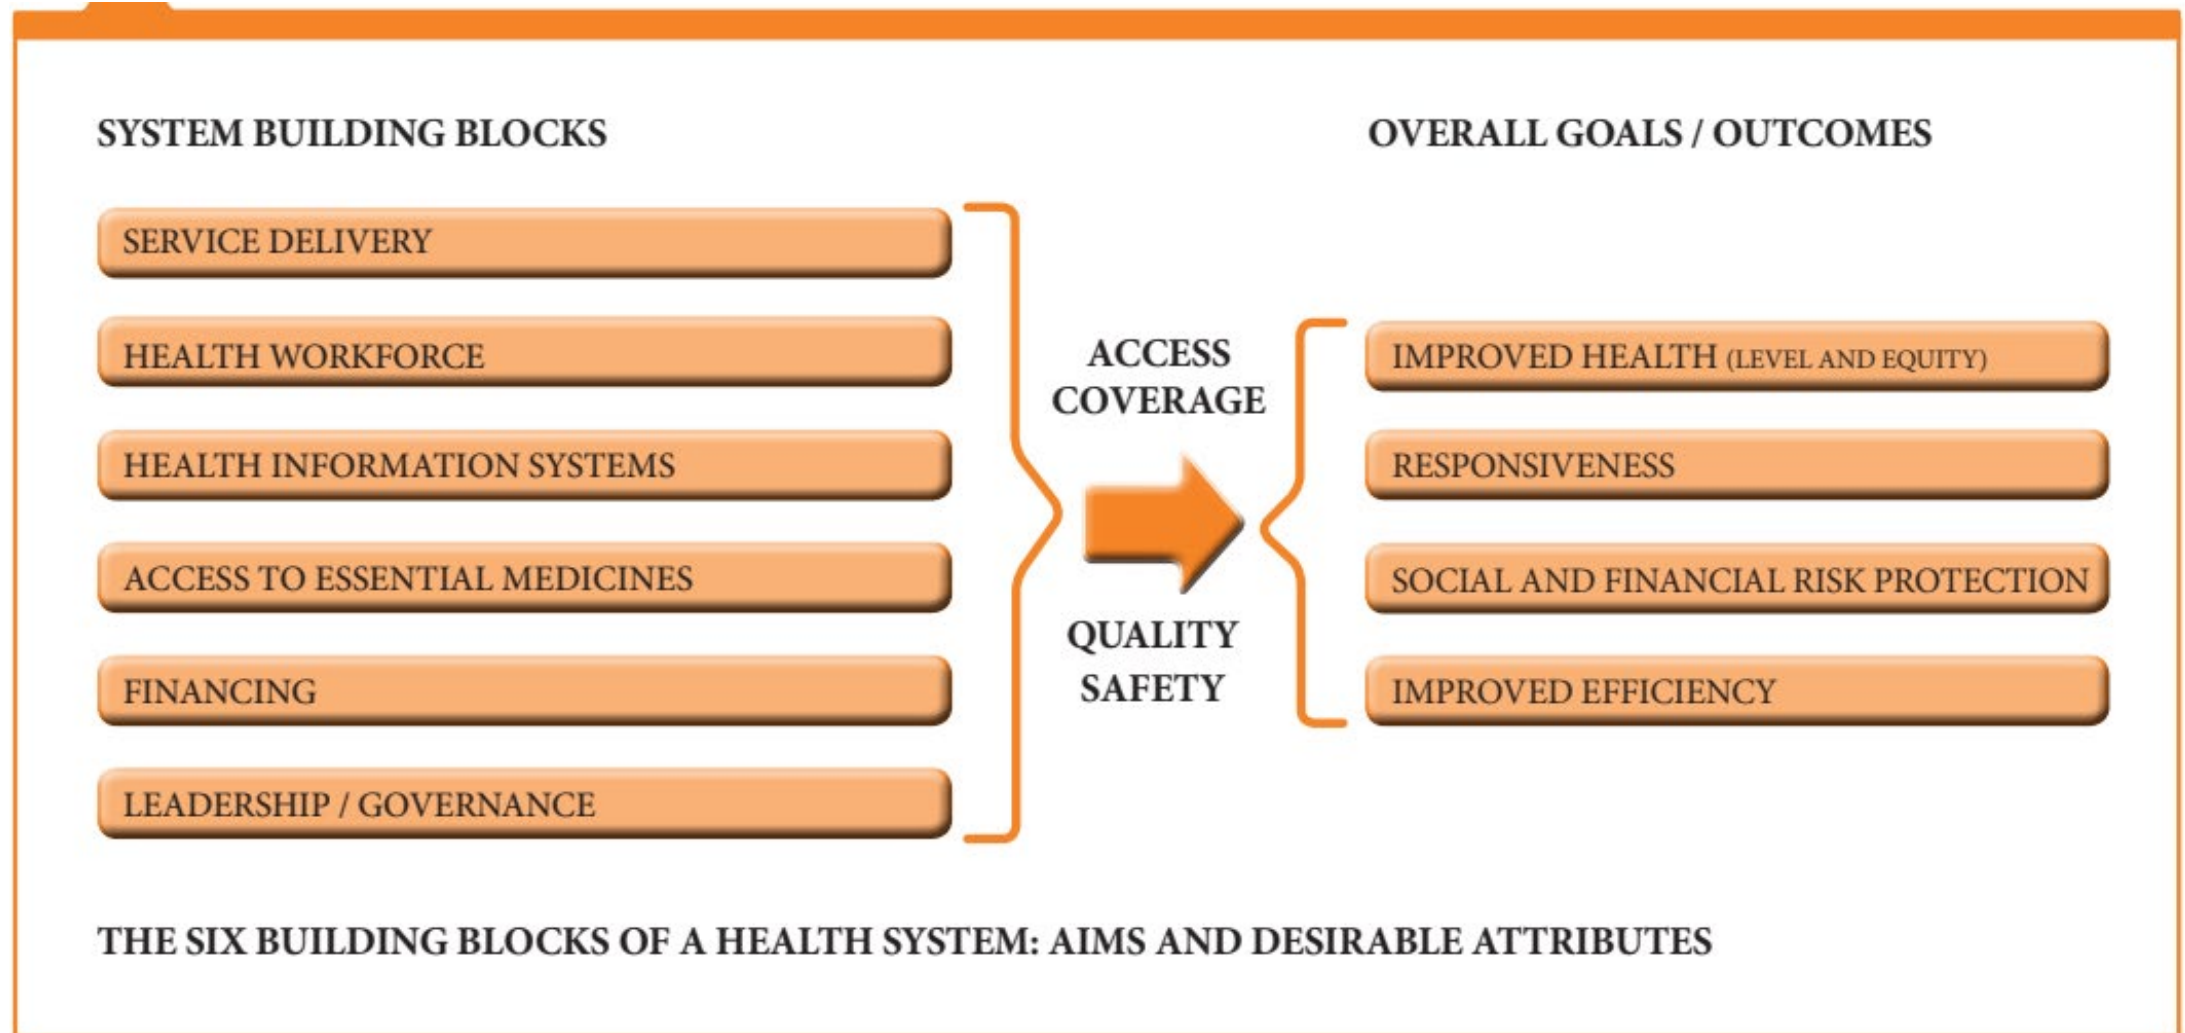 SYSTEM BUILDING BLOCKS
SERVICE DELIVERY
HEALTH WORKFORCE
HEALTH INFORMATION SYSTEMS
ACCESS TO ESSENTIAL MEDICINES
FINANCING
LEADERSHIP / GOVERNANCE
ACCESS
COVERAGE
QUALITY
SAFETY
OVERALL GOALS / OUTCOMES
IMPROVED HEALTH (LEVEL AND EQUITY)
RESPONSIVENESS
SOCIAL AND FINANCIAL RISK PROTECTION
IMPROVED EFFICIENCY
THE SIX BUILDING BLOCKS OF A HEALTH SYSTEM: AIMS AND DESIRABLE ATTRIBUTES